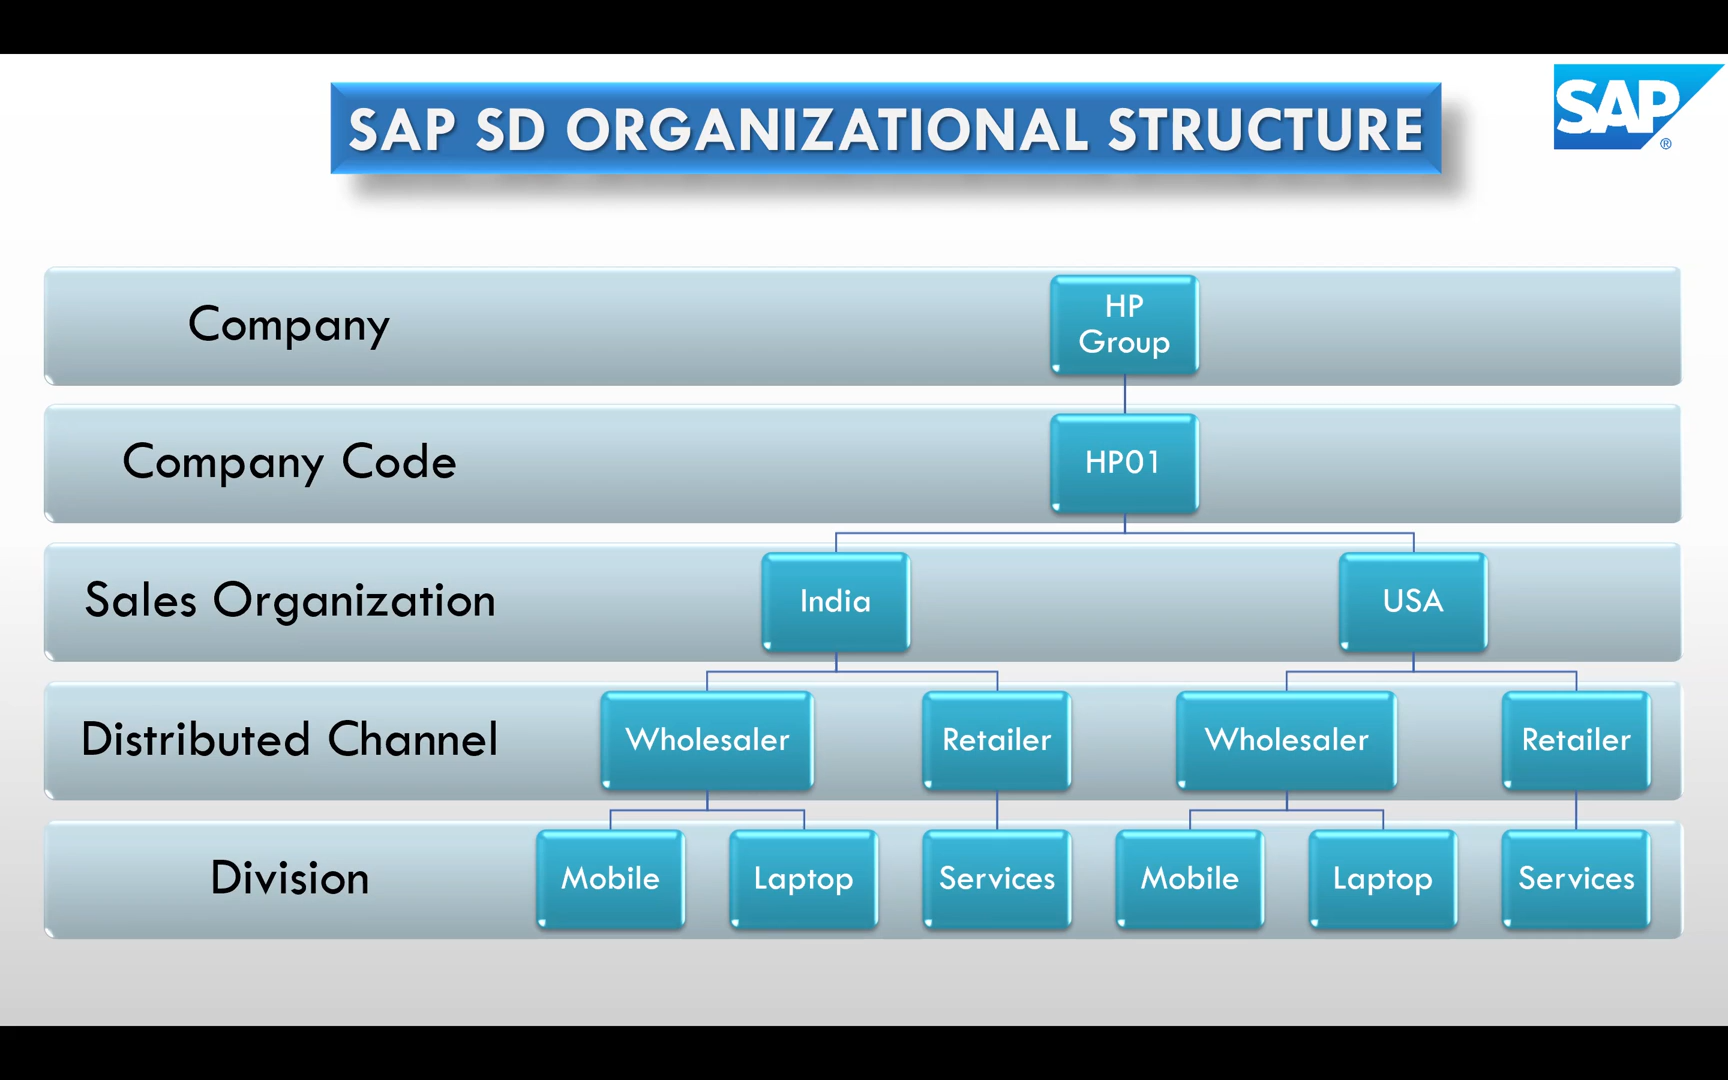 SAP SD ORGANIZATIONAL STRUCTURE
SAP
®
Company
HP
Group
Company Code
HP01
Sales Organization
India
USA
Distributed Channel
Wholesaler
Retailer
Wholesaler
Retailer
Division
Mobile
Laptop
Services
Mobile
Laptop
Services